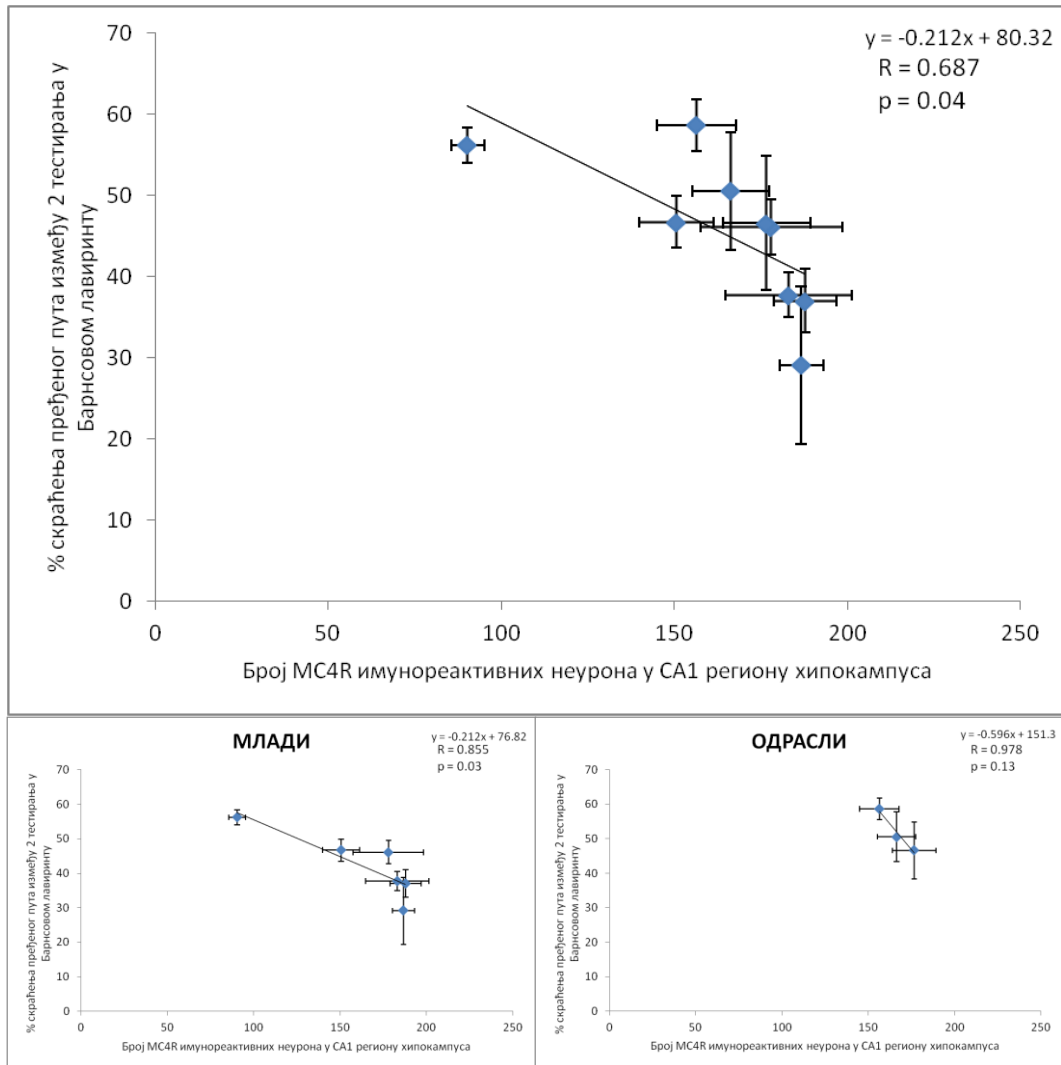 y = -0.212x + 80.32
R = 0.687
p = 0.04
% скраћења пређеног пута између 2 тестирања у
Барнсовом лавиринту
70
60
50
40
30
20
10
0
0 50 100 150 200 250
Број MC4R имунореактивних неурона у CA1 региону хипокампуса
МЛАДИ
y = -0.212x + 76.82
R = 0.855
p = 0.03
% скраћења пређеног пута између 2 тестирања у
Барнсовом лавиринту
70
60
50
40
30
20
10
0
0 50 100 150 200 250
Број MC4R имунореактивних неурона у CA1 региону хипокампуса
ОДРАСЛИ
y = -0.596x + 151.3
R = 0.978
p = 0.13
% скраћења пређеног пута између 2 тестирања у
Барнсовом лавиринту
70
60
50
40
30
20
10
0
0 50 100 150 200 250
Број MC4R имунореактивних неурона у CA1 региону хипокампуса